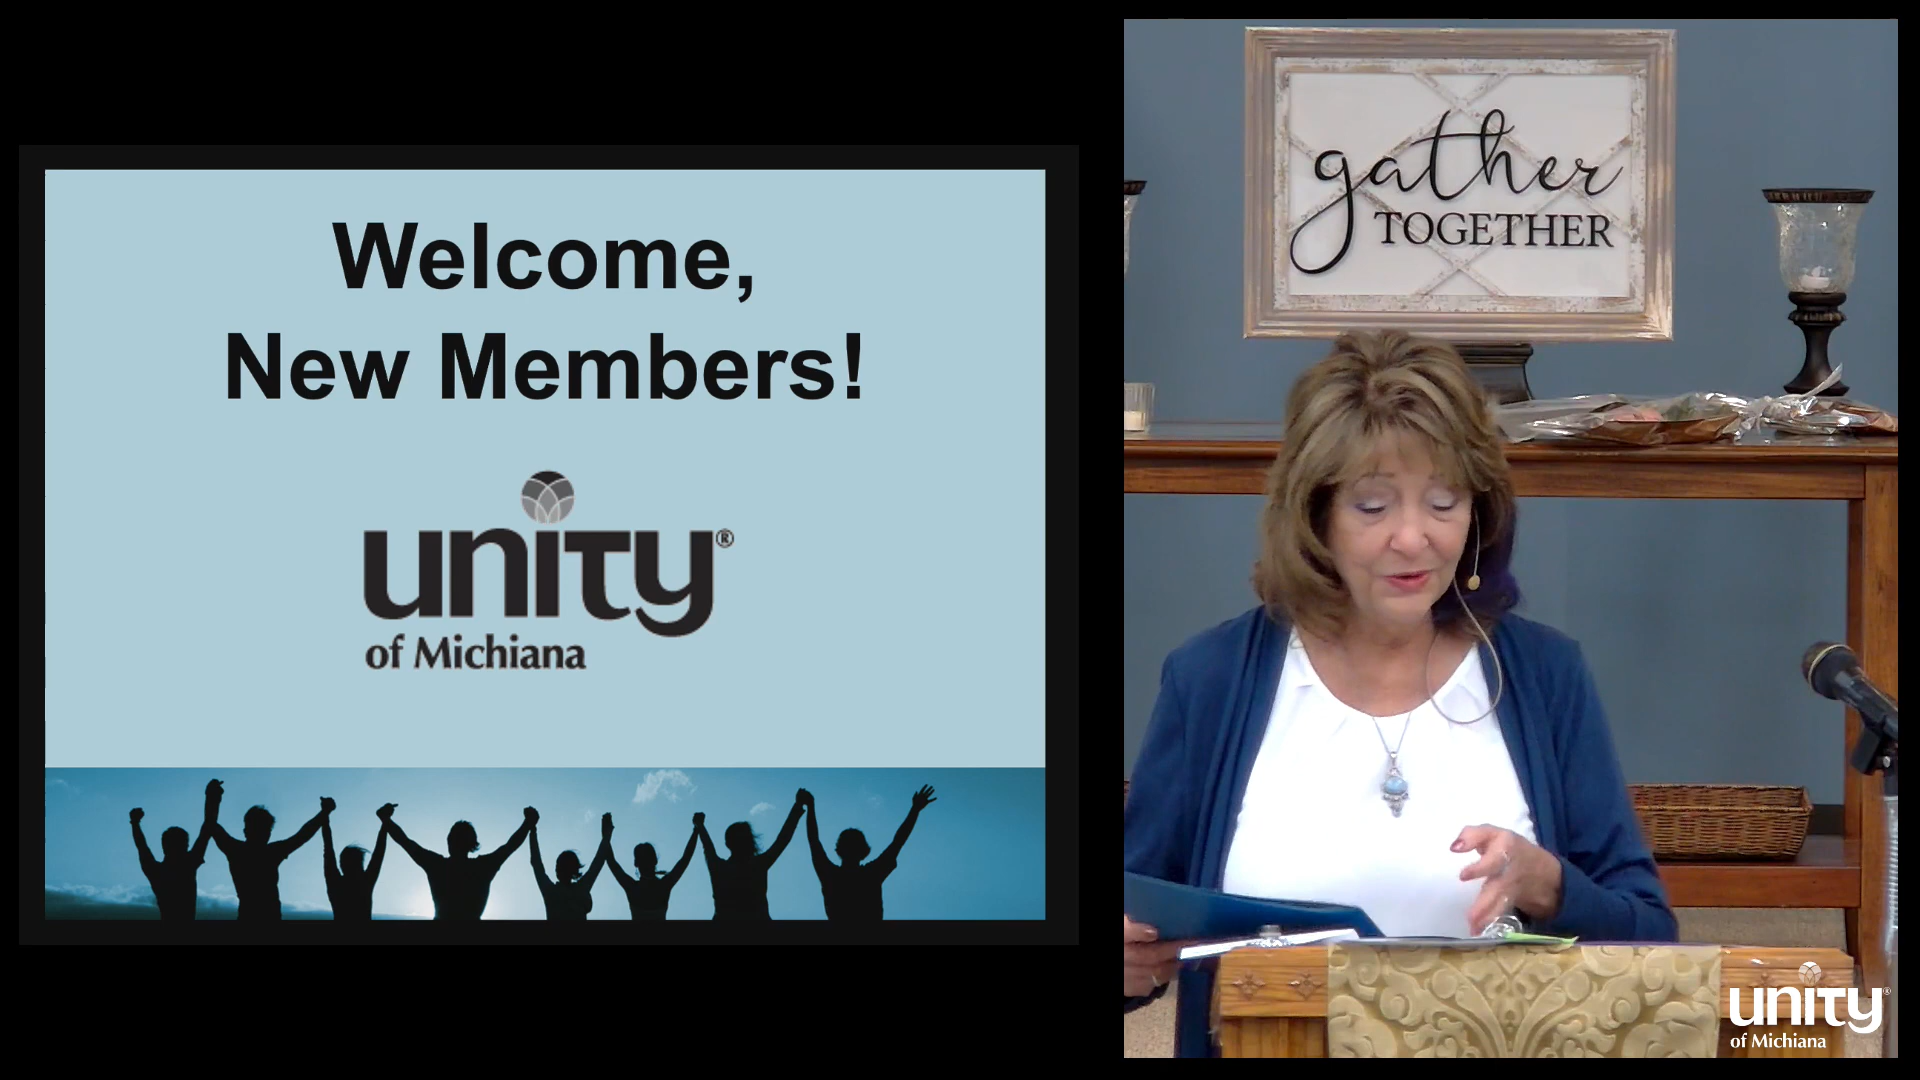 Welcome,
New Members!
unity®
of Michiana
gather
TOGETHER
unity®
of Michiana